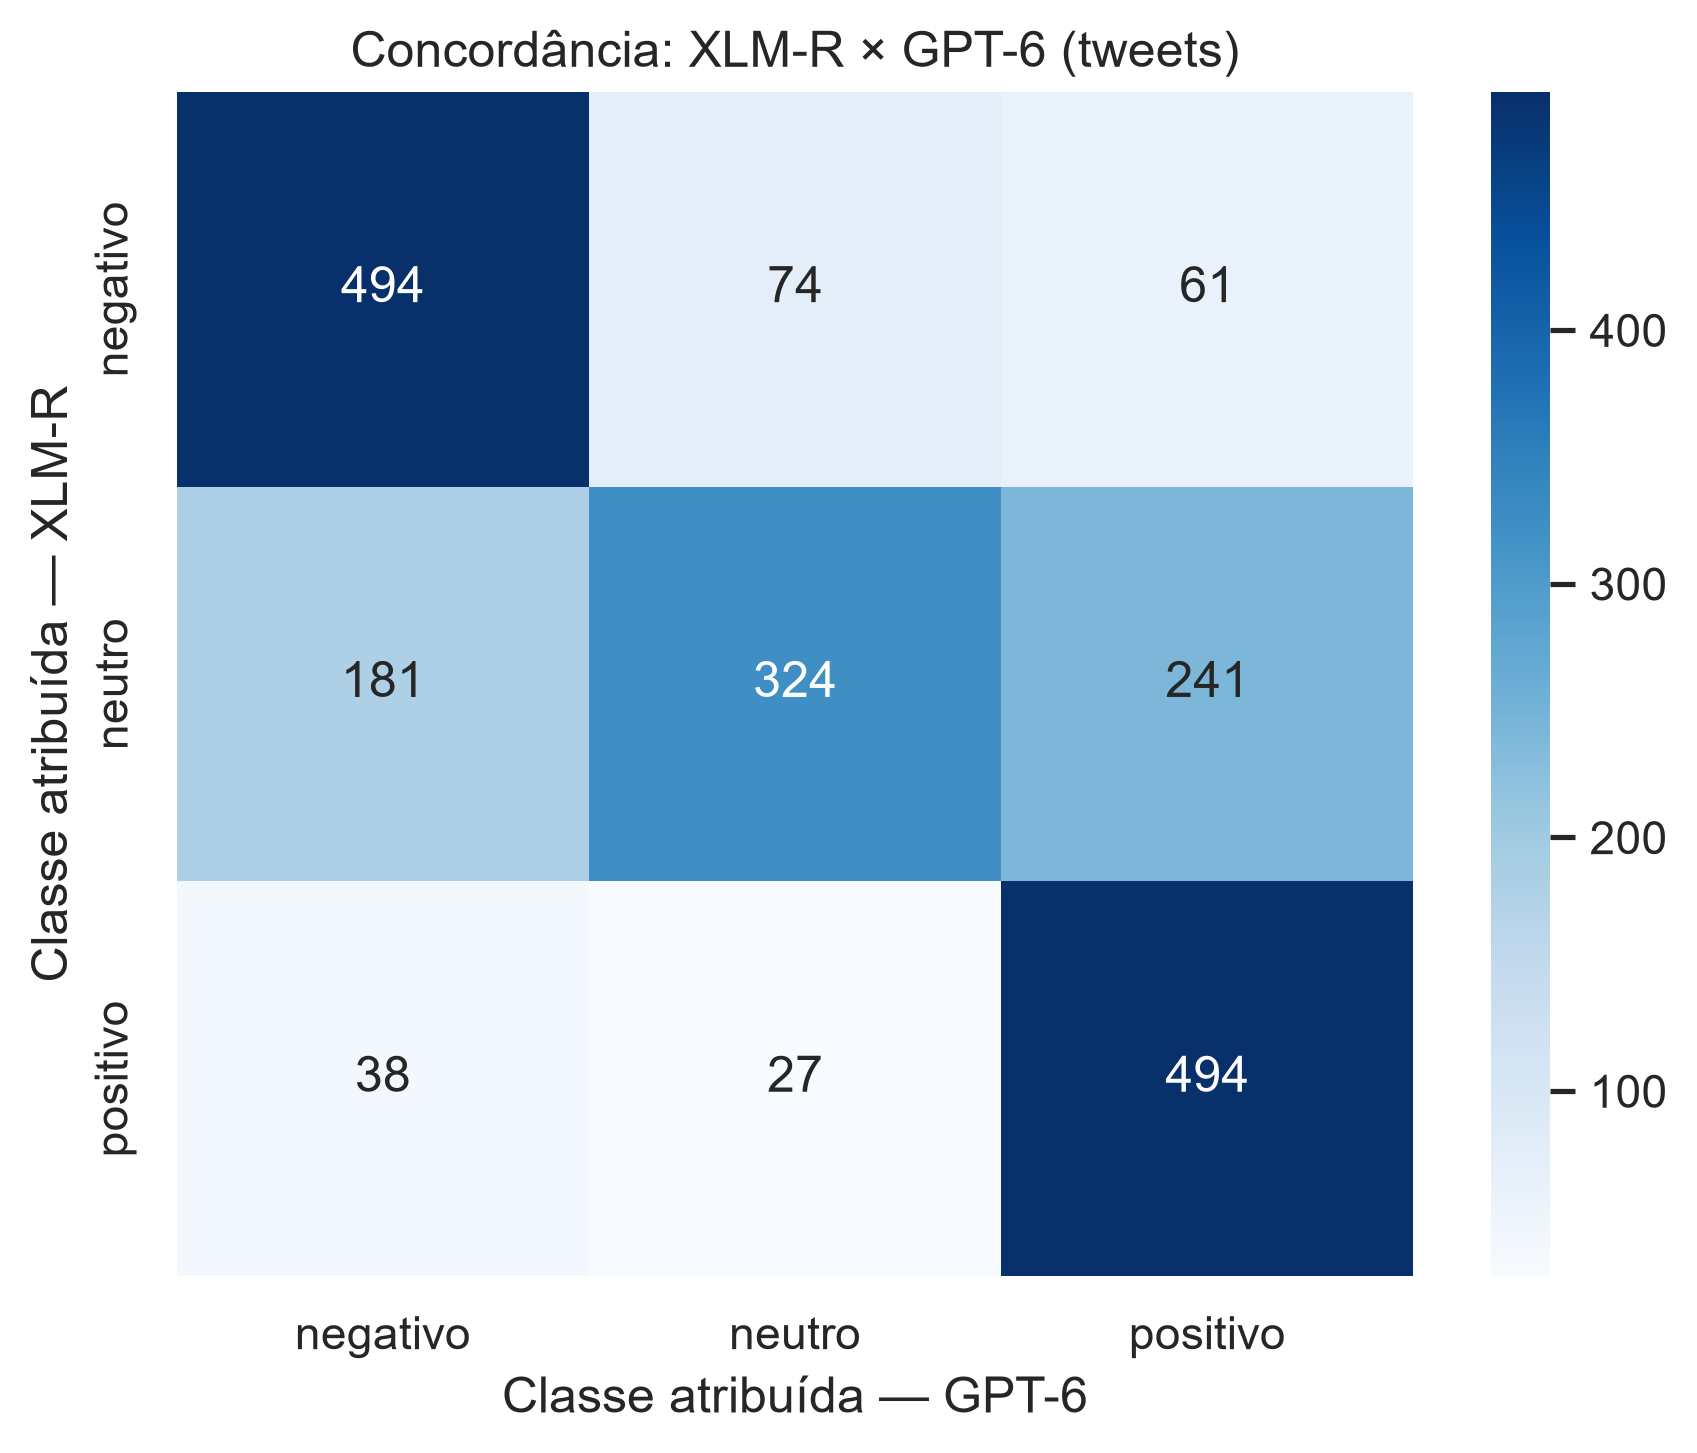 Concordância: XLM-R × GPT-6 (tweets)
Classe atribuída — XLM-R
negativo
494 74 61
neutro
181 324 241
positivo
38 27 494
negativo neutro positivo
Classe atribuída — GPT-6
400
300
200
100